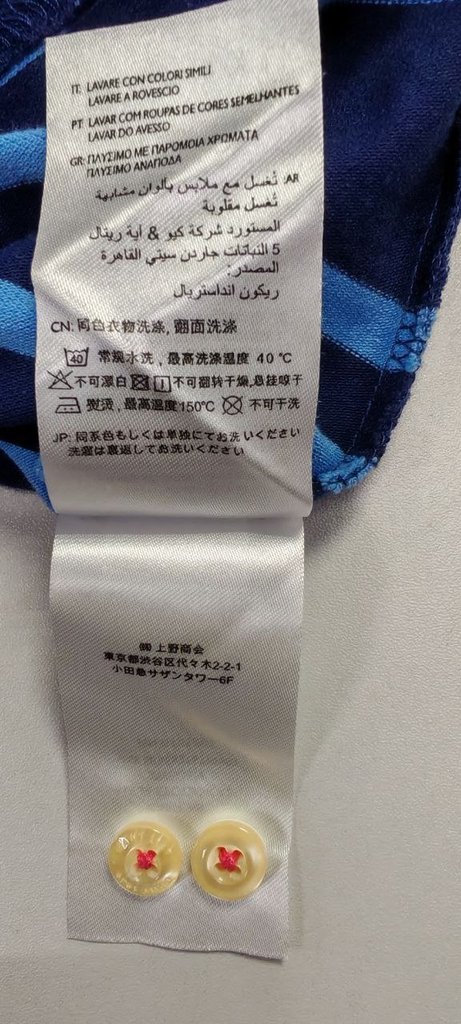 IT: LAVARE CON COLORI SIMILI
LAVARE A ROVESCIO
PT: LAVAR COM ROUPAS DE CORES SEMELHANTES
LAVAR DO AVESSO
GR: ΠΛΥΣΙΜΟ ΜΕ ΠΑΡΟΜΟΙΑ ΧΡΩΜΑΤΑ
ΠΛΥΣΙΜΟ ΑΝΑΠΟΔΑ
AR: تُغسل مع ملابس بألوان مشابهة
تُغسل مقلوبة
المستورد شركة كيو & أية رينال
5 النباتات جاردن سيتي القاهرة
المصدر:
ريكون انداستريال
CN: 同色衣物洗涤, 翻面洗涤
40 常规水洗, 最高洗涤温度 40 ℃
不可漂白 不可翻转干燥,悬挂晾干
熨烫, 最高温度150℃ 不可干洗
JP: 同系色もしくは単独にてお洗いください
洗濯は裏返してお洗いください
㈱ 上野商会
東京都渋谷区代々木2-2-1
小田急サザンタワー6F